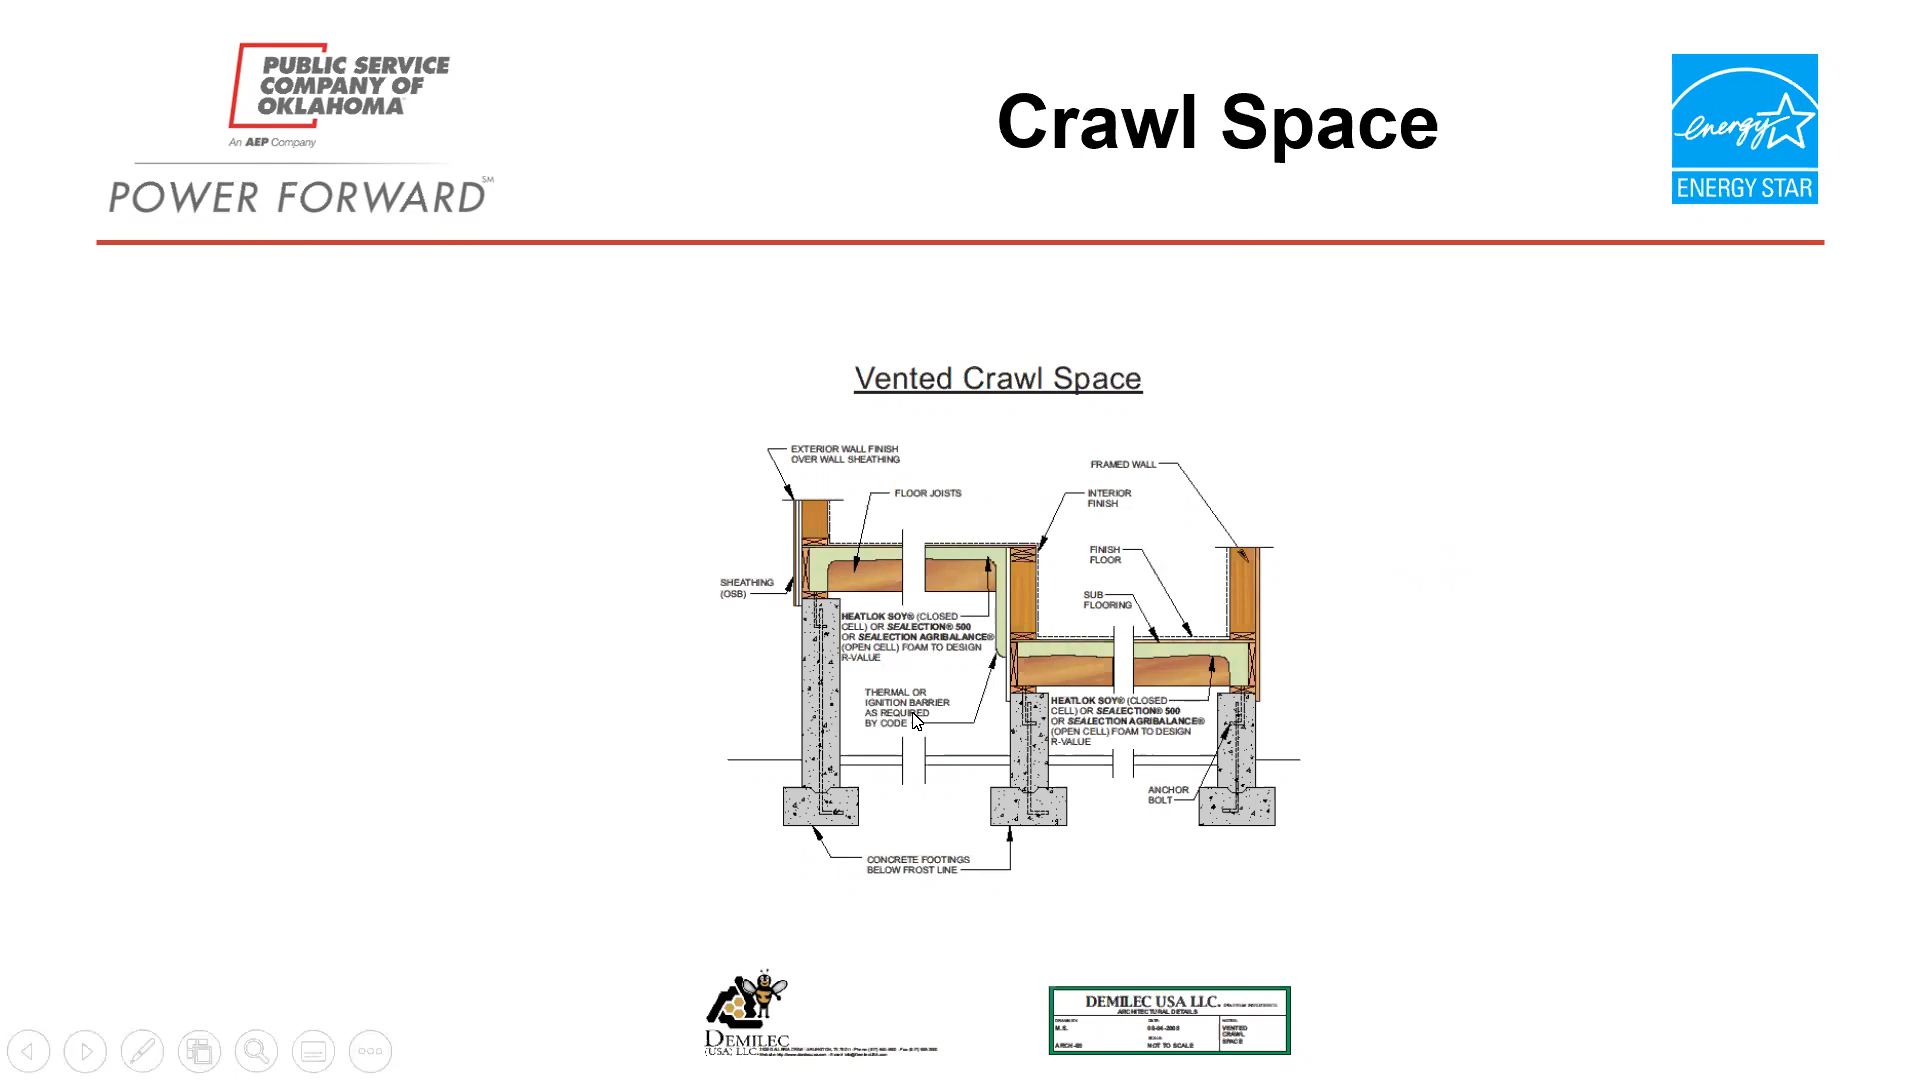 PUBLIC SERVICE
COMPANY OF
OKLAHOMA
An AEP Company
POWER FORWARD SM
Crawl Space
energy
ENERGY STAR
Vented Crawl Space
EXTERIOR WALL FINISH
OVER WALL SHEATHING
FLOOR JOISTS
FRAMED WALL
INTERIOR
FINISH
FINISH
FLOOR
SHEATHING
(OSB)
SUB
FLOORING
HEATLOK SOY® (CLOSED
CELL) OR SEALECTION® 500
OR SEALECTION AGRIBALANCE®
(OPEN CELL) FOAM TO DESIGN
R-VALUE
THERMAL OR
IGNITION BARRIER
AS REQUIRED
BY CODE
HEATLOK SOY® (CLOSED
CELL) OR SEALECTION® 500
OR SEALECTION AGRIBALANCE®
(OPEN CELL) FOAM TO DESIGN
R-VALUE
ANCHOR
BOLT
CONCRETE FOOTINGS
BELOW FROST LINE
DEMILEC
(USA) LLC
DEMILEC USA LLC.
ARCHITECTURAL DETAILS
M.S.
VENTED
CRAWL
SPACE
NOT TO SCALE